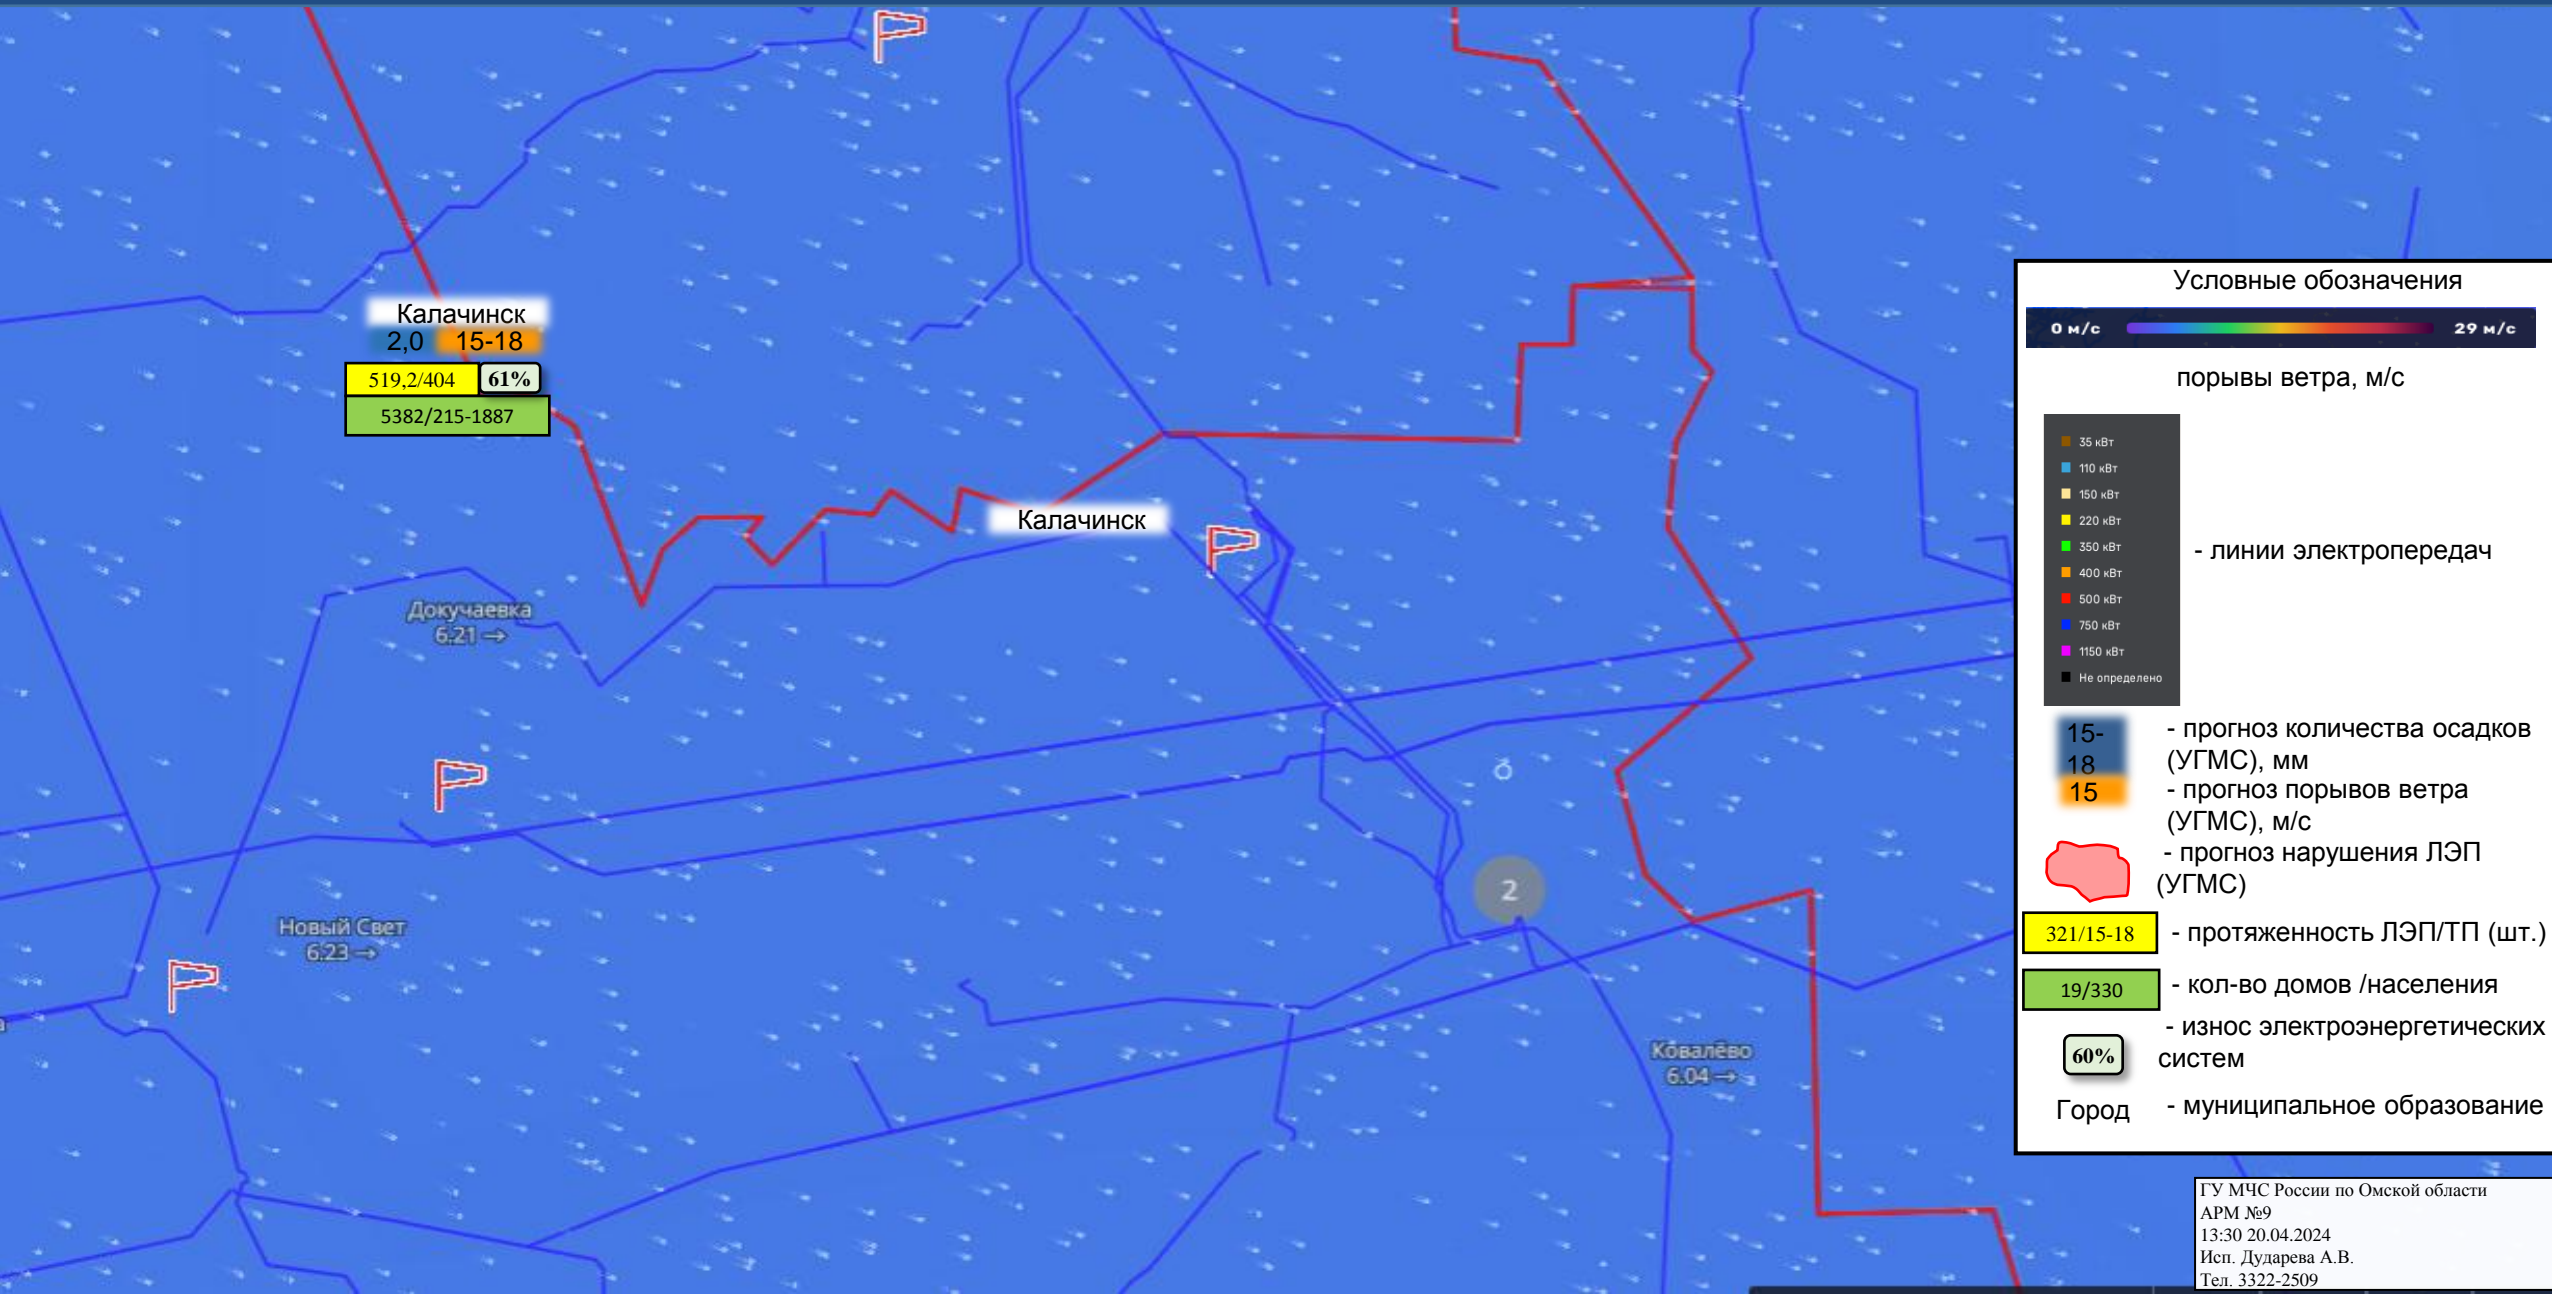 Калачинск
2,0 15-18
519,2/404 61%
5382/215-1887
Калачинск
Докучаевка
6.21 →
Новый Свет
6.23 →
2
Ковалёво
6.04 →
Условные обозначения
0 м/с 29 м/с
порывы ветра, м/с
35 кВт
110 кВт
150 кВт
220 кВт
350 кВт
400 кВт
500 кВт
750 кВт
1150 кВт
Не определено
- линии электропередач
15-
18
- прогноз количества осадков
(УГМС), мм
15
- прогноз порывов ветра
(УГМС), м/с
- прогноз нарушения ЛЭП
(УГМС)
321/15-18 - протяженность ЛЭП/ТП (шт.)
19/330 - кол-во домов /населения
60%
- износ электроэнергетических
систем
Город - муниципальное образование
ГУ МЧС России по Омской области
АРМ №9
13:30 20.04.2024
Исп. Дударева А.В.
Тел. 3322-2509